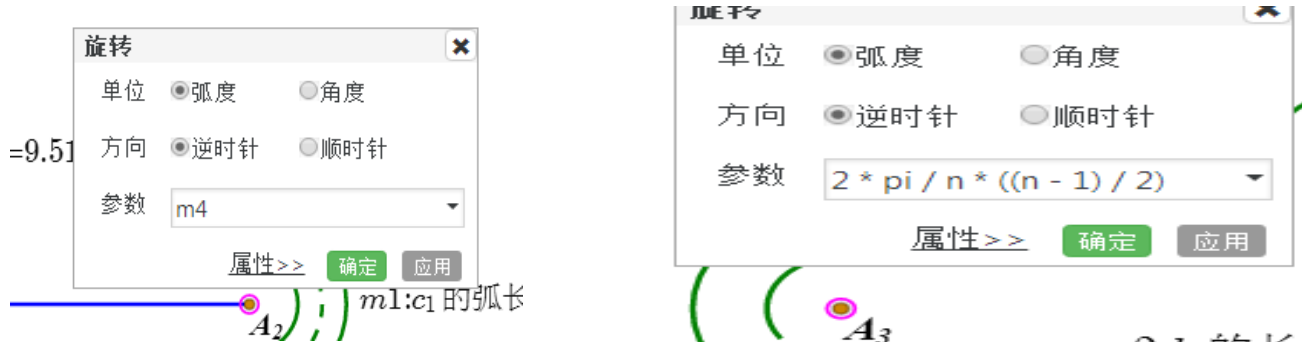 旋转
单位 弧度 角度
=9.51
方向 逆时针 顺时针
参数 m4
属性>> 确定 应用
A2
m1:c1 的弧长
旋转
单位 弧度 角度
方向 逆时针 顺时针
参数 2 * pi / n * ((n - 1) / 2)
属性>> 确定 应用
A3